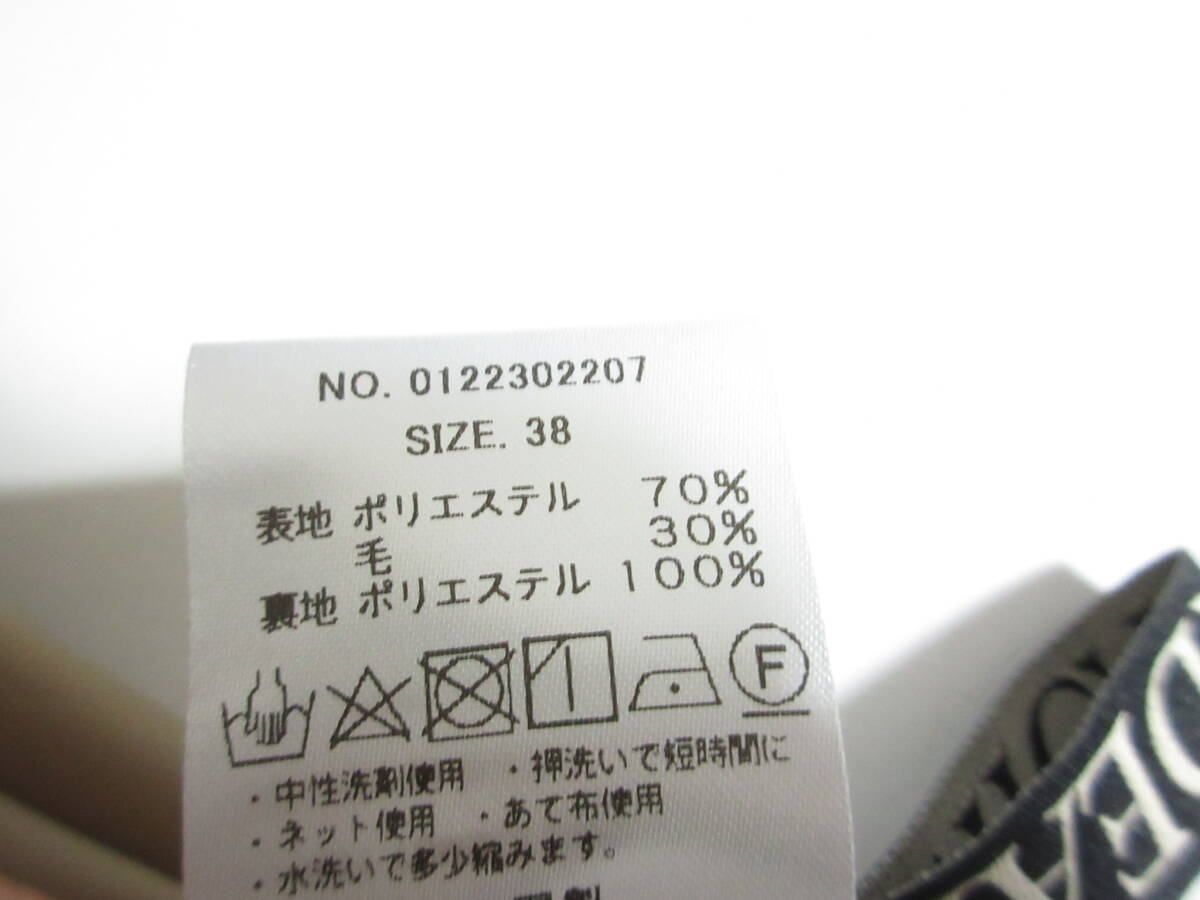 NO. 0122302207
SIZE. 38
表地 ポリエステル 70%
毛 30%
裏地 ポリエステル 100%
F
・中性洗剤使用 ・押洗いで短時間に
・ネット使用 ・あて布使用
・水洗いで多少縮みます。